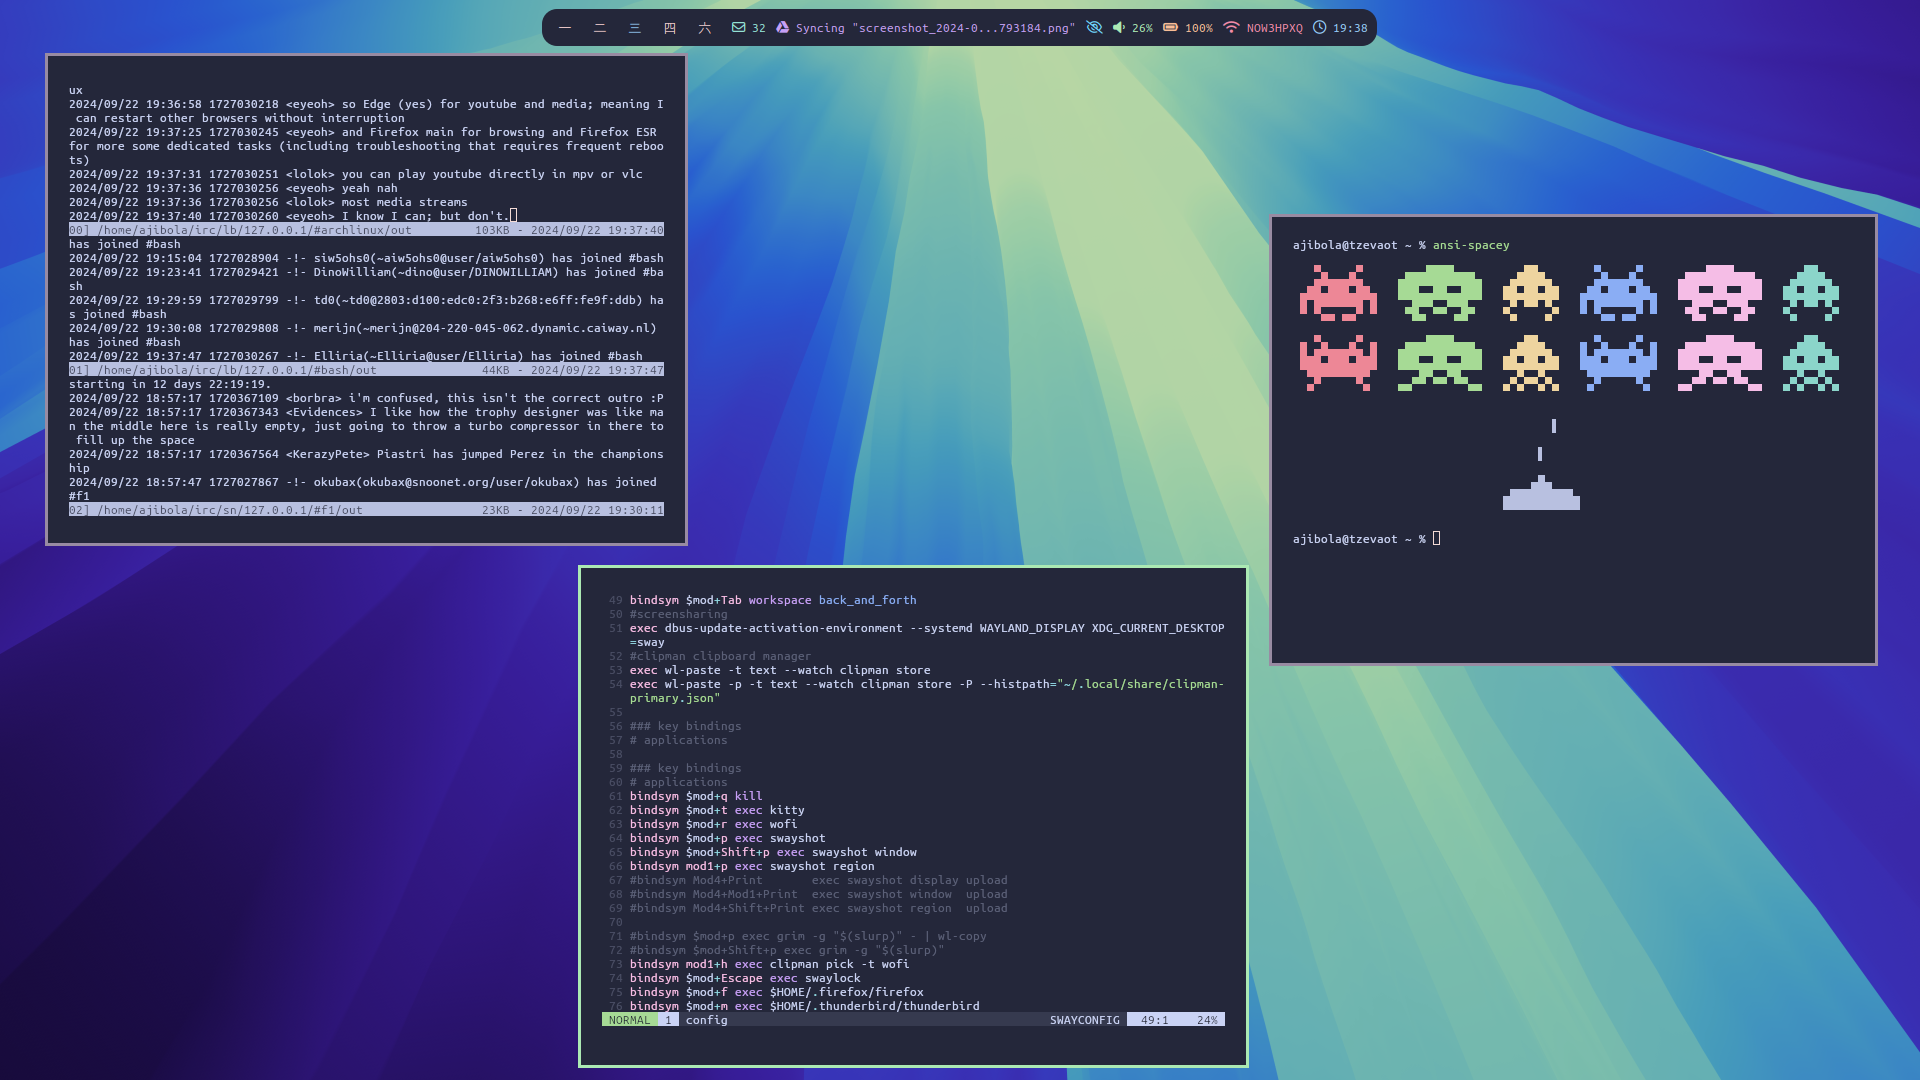 一 二 三 四 六 32 Syncing "screenshot_2024-0...793184.png" 26% 100% NOW3HPXQ 19:38
ux
2024/09/22 19:36:58 1727030218 <eyeoh> so Edge (yes) for youtube and media; meaning I
 can restart other browsers without interruption
2024/09/22 19:37:25 1727030245 <eyeoh> and Firefox main for browsing and Firefox ESR
for more some dedicated tasks (including troubleshooting that requires frequent reboo
ts)
2024/09/22 19:37:31 1727030251 <lolok> you can play youtube directly in mpv or vlc
2024/09/22 19:37:36 1727030256 <eyeoh> yeah nah
2024/09/22 19:37:36 1727030256 <lolok> most media streams
2024/09/22 19:37:40 1727030260 <eyeoh> I know I can; but don't.
00] /home/ajibola/irc/lb/127.0.0.1/#archlinux/out 103KB - 2024/09/22 19:37:40
has joined #bash
2024/09/22 19:15:04 1727028904 -!- siw5ohs0(~aiw5ohs0@user/aiw5ohs0) has joined #bash
2024/09/22 19:23:41 1727029421 -!- DinoWilliam(~dino@user/DINOWILLIAM) has joined #ba
sh
2024/09/22 19:29:59 1727029799 -!- td0(~td0@2803:d100:edc0:2f3:b268:e6ff:fe9f:ddb) ha
s joined #bash
2024/09/22 19:30:08 1727029808 -!- merijn(~merijn@204-220-045-062.dynamic.caiway.nl)
has joined #bash
2024/09/22 19:37:47 1727030267 -!- Elliria(~Elliria@user/Elliria) has joined #bash
01] /home/ajibola/irc/lb/127.0.0.1/#bash/out 44KB - 2024/09/22 19:37:47
starting in 12 days 22:19:19.
2024/09/22 18:57:17 1720367109 <borbra> i'm confused, this isn't the correct outro :P
2024/09/22 18:57:17 1720367343 <Evidences> I like how the trophy designer was like ma
n the middle here is really empty, just going to throw a turbo compressor in there to
 fill up the space
2024/09/22 18:57:17 1720367564 <KerazyPete> Piastri has jumped Perez in the champions
hip
2024/09/22 18:57:47 1727027867 -!- okubax(okubax@snoonet.org/user/okubax) has joined
#f1
02] /home/ajibola/irc/sn/127.0.0.1/#f1/out 23KB - 2024/09/22 19:30:11
ajibola@tzevaot ~ % ansi-spacey
ajibola@tzevaot ~ %
49 bindsym $mod+Tab workspace back_and_forth
50 #screensharing
51 exec dbus-update-activation-environment --systemd WAYLAND_DISPLAY XDG_CURRENT_DESKTOP
=sway
52 #clipman clipboard manager
53 exec wl-paste -t text --watch clipman store
54 exec wl-paste -p -t text --watch clipman store -P --histpath="~/.local/share/clipman-
primary.json"
55
56 ### key bindings
57 # applications
58
59 ### key bindings
60 # applications
61 bindsym $mod+q kill
62 bindsym $mod+t exec kitty
63 bindsym $mod+r exec wofi
64 bindsym $mod+p exec swayshot
65 bindsym $mod+Shift+p exec swayshot window
66 bindsym mod1+p exec swayshot region
67 #bindsym Mod4+Print       exec swayshot display upload
68 #bindsym Mod4+Mod1+Print  exec swayshot window  upload
69 #bindsym Mod4+Shift+Print exec swayshot region  upload
70
71 #bindsym $mod+p exec grim -g "$(slurp)" - | wl-copy
72 #bindsym $mod+Shift+p exec grim -g "$(slurp)"
73 bindsym mod1+h exec clipman pick -t wofi
74 bindsym $mod+Escape exec swaylock
75 bindsym $mod+f exec $HOME/.firefox/firefox
76 bindsym $mod+m exec $HOME/.thunderbird/thunderbird
NORMAL 1 config SWAYCONFIG 49:1 24%